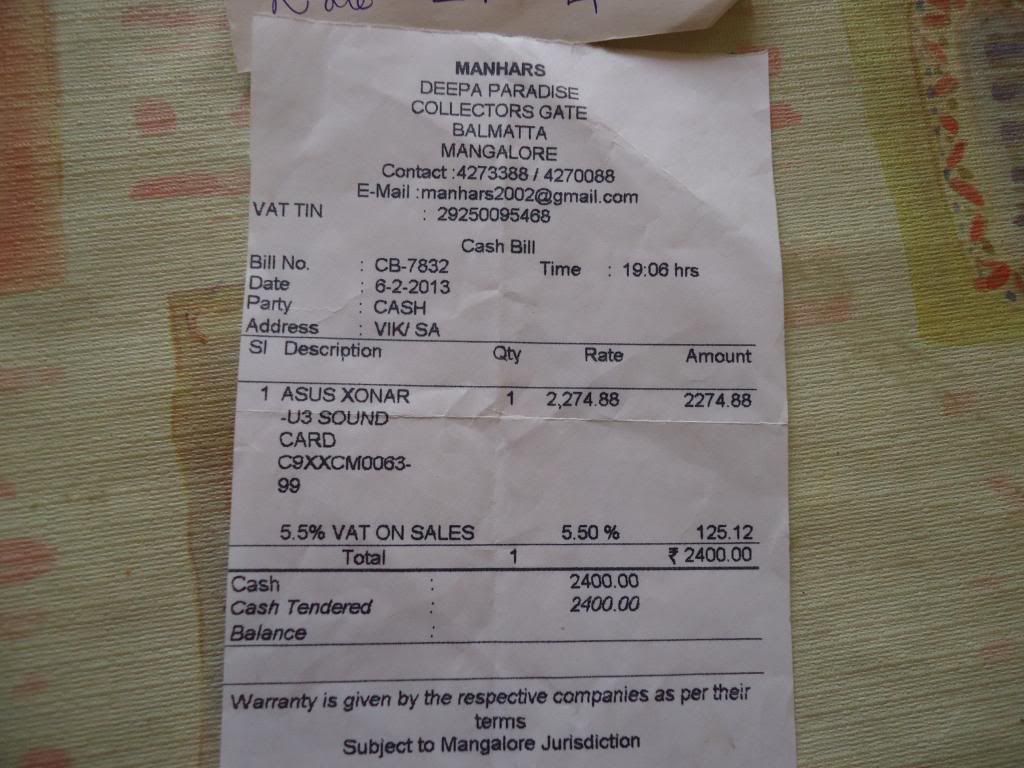 MANHARS
DEEPA PARADISE
COLLECTORS GATE
BALMATTA
MANGALORE
Contact :4273388 / 4270088
E-Mail :manhars2002@gmail.com
VAT TIN : 29250095468
Cash Bill
Bill No. : CB-7832 Time : 19:06 hrs
Date : 6-2-2013
Party : CASH
Address : VIK/ SA
Sl Description Qty Rate Amount
1 ASUS XONAR 1 2,274.88 2274.88
-U3 SOUND
CARD
C9XXCM0063-
99
5.5% VAT ON SALES 5.50 % 125.12
Total 1 ₹ 2400.00
Cash : 2400.00
Cash Tendered : 2400.00
Balance :
Warranty is given by the respective companies as per their
terms
Subject to Mangalore Jurisdiction